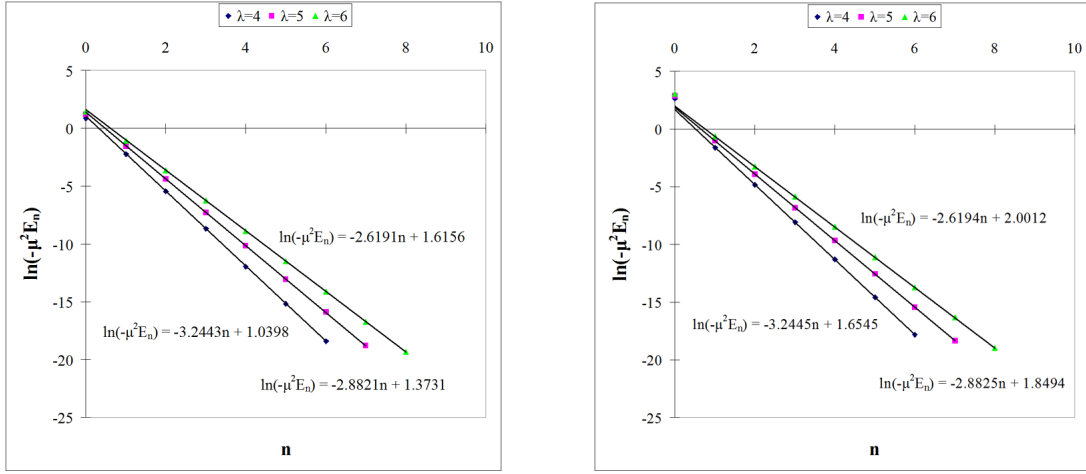 λ=4 λ=5 λ=6
0 2 4 6 8 10
5
0
-5
-10
-15
-20
-25
ln(-μ²Eₙ)
ln(-μ²Eₙ) = -2.6191n + 1.6156
ln(-μ²Eₙ) = -3.2443n + 1.0398
ln(-μ²Eₙ) = -2.8821n + 1.3731
n
λ=4 λ=5 λ=6
0 2 4 6 8 10
5
0
-5
-10
-15
-20
-25
ln(-μ²Eₙ)
ln(-μ²Eₙ) = -2.6194n + 2.0012
ln(-μ²Eₙ) = -3.2445n + 1.6545
ln(-μ²Eₙ) = -2.8825n + 1.8494
n